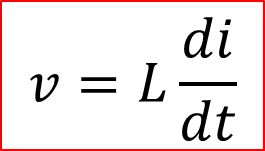 v = L di/dt